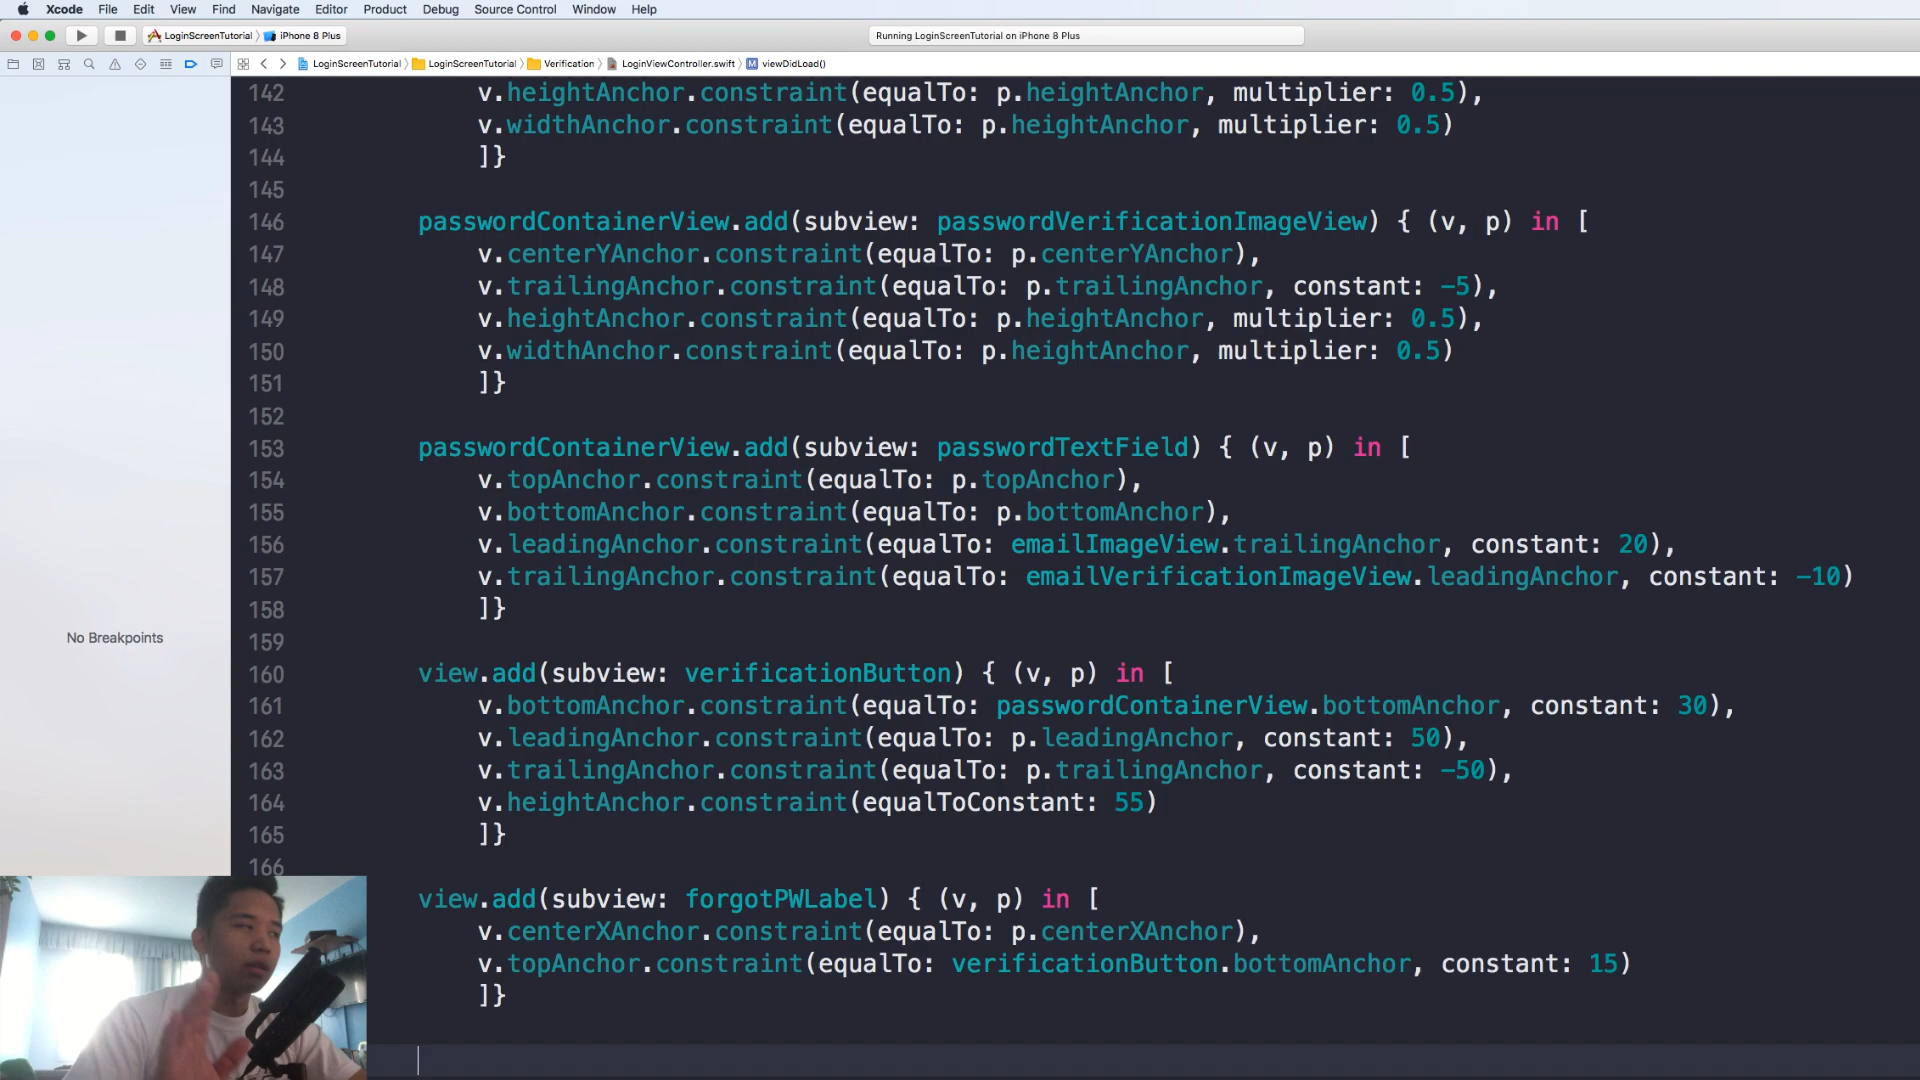 Xcode File Edit View Find Navigate Editor Product Debug Source Control Window Help
LoginScreenTutorial iPhone 8 Plus
Running LoginScreenTutorial on iPhone 8 Plus
LoginScreenTutorial LoginScreenTutorial Verification LoginViewController.swift M viewDidLoad()
142 v.heightAnchor.constraint(equalTo: p.heightAnchor, multiplier: 0.5),
143 v.widthAnchor.constraint(equalTo: p.heightAnchor, multiplier: 0.5)
144 ]}
145
146 passwordContainerView.add(subview: passwordVerificationImageView) { (v, p) in [
147 v.centerYAnchor.constraint(equalTo: p.centerYAnchor),
148 v.trailingAnchor.constraint(equalTo: p.trailingAnchor, constant: -5),
149 v.heightAnchor.constraint(equalTo: p.heightAnchor, multiplier: 0.5),
150 v.widthAnchor.constraint(equalTo: p.heightAnchor, multiplier: 0.5)
151 ]}
152
153 passwordContainerView.add(subview: passwordTextField) { (v, p) in [
154 v.topAnchor.constraint(equalTo: p.topAnchor),
155 v.bottomAnchor.constraint(equalTo: p.bottomAnchor),
156 v.leadingAnchor.constraint(equalTo: emailImageView.trailingAnchor, constant: 20),
157 v.trailingAnchor.constraint(equalTo: emailVerificationImageView.leadingAnchor, constant: -10)
158 ]}
159
No Breakpoints
160 view.add(subview: verificationButton) { (v, p) in [
161 v.bottomAnchor.constraint(equalTo: passwordContainerView.bottomAnchor, constant: 30),
162 v.leadingAnchor.constraint(equalTo: p.leadingAnchor, constant: 50),
163 v.trailingAnchor.constraint(equalTo: p.trailingAnchor, constant: -50),
164 v.heightAnchor.constraint(equalToConstant: 55)
165 ]}
166
view.add(subview: forgotPWLabel) { (v, p) in [
v.centerXAnchor.constraint(equalTo: p.centerXAnchor),
v.topAnchor.constraint(equalTo: verificationButton.bottomAnchor, constant: 15)
]}